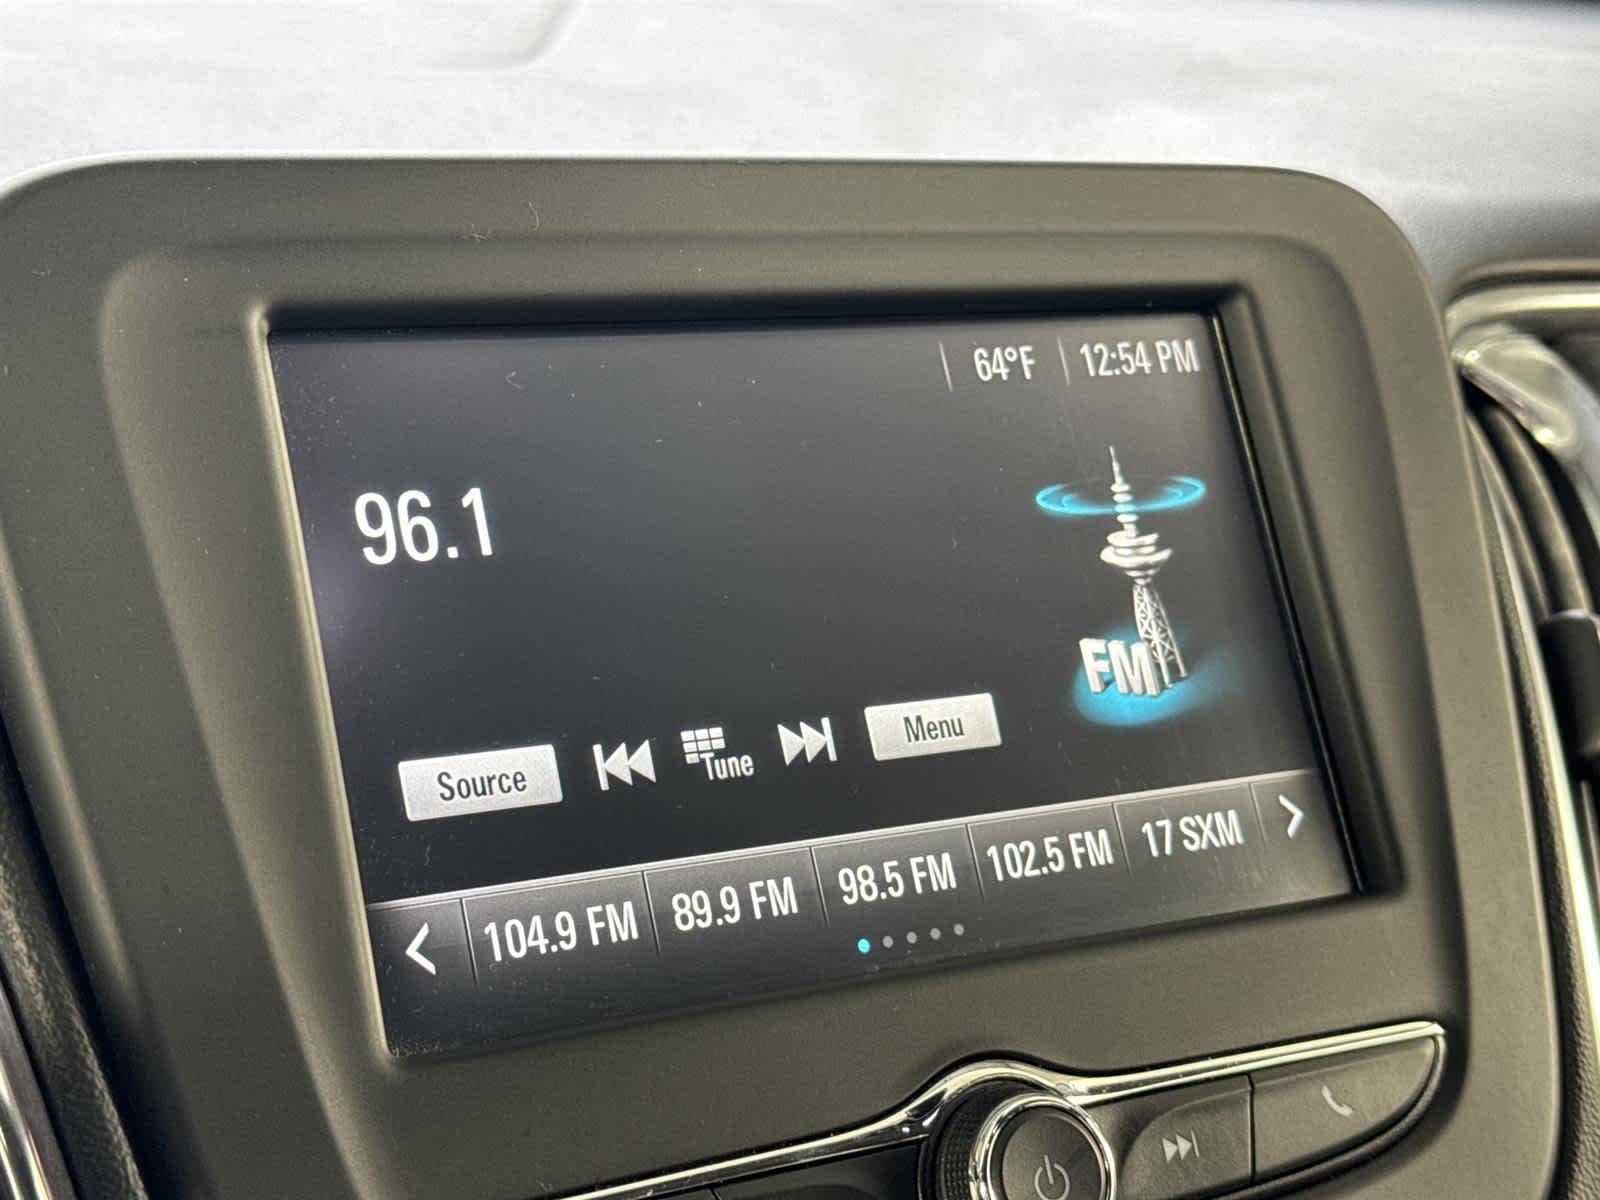 64°F 12:54 PM
96.1
FM
Source Tune Menu
104.9 FM 89.9 FM 98.5 FM 102.5 FM 17 SXM